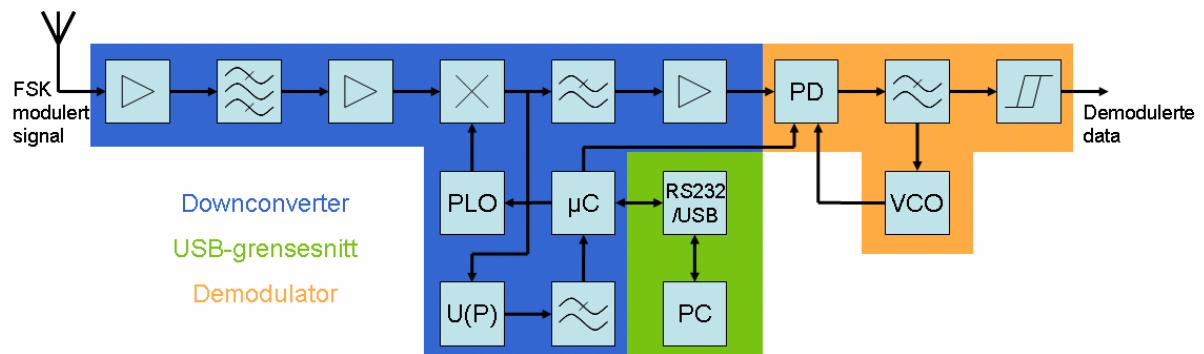 FSK
modulert
signal
PD
Demodulerte
data
PLO
µC
RS232
/USB
VCO
Downconverter
USB-grensesnitt
Demodulator
U(P)
PC